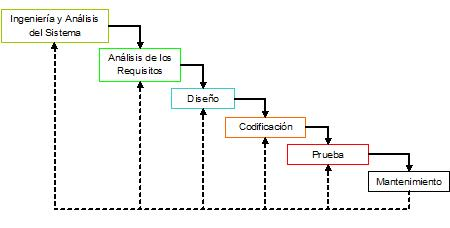 Ingeniería y Análisis
del Sistema
Análisis de los
Requisitos
Diseño
Codificación
Prueba
Mantenimiento